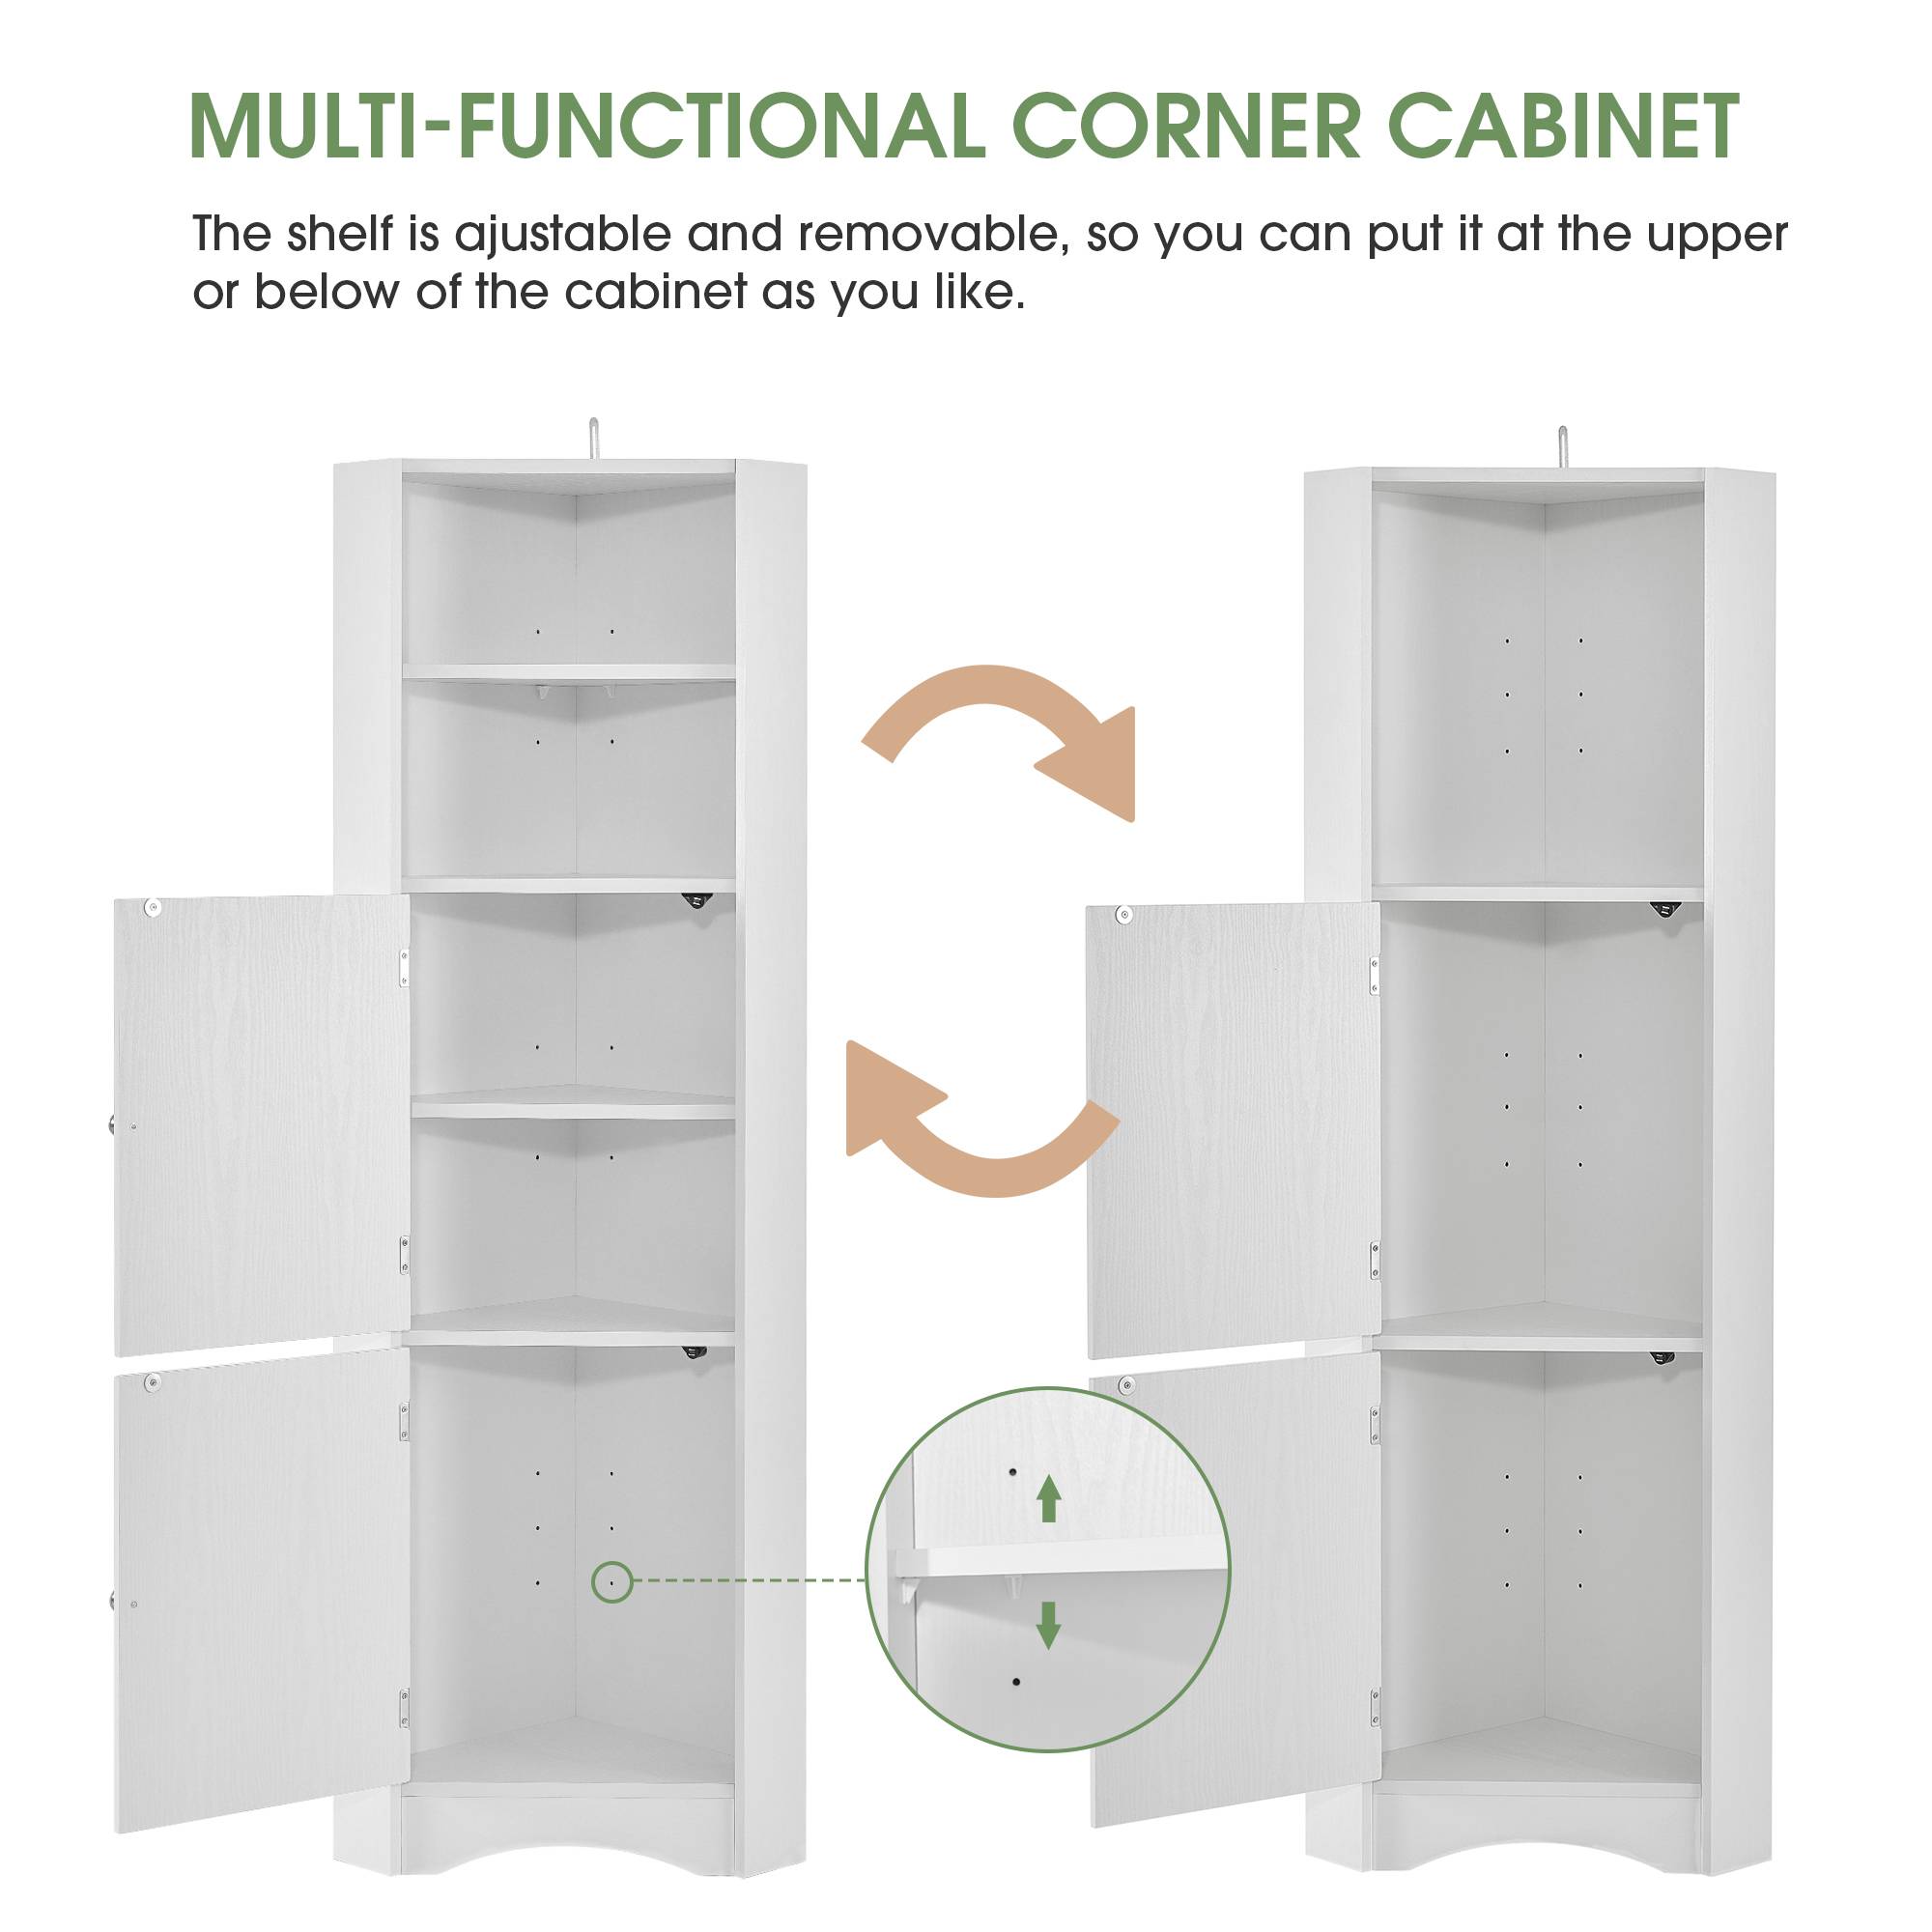 MULTI-FUNCTIONAL CORNER CABINET
The shelf is ajustable and removable, so you can put it at the upper
or below of the cabinet as you like.